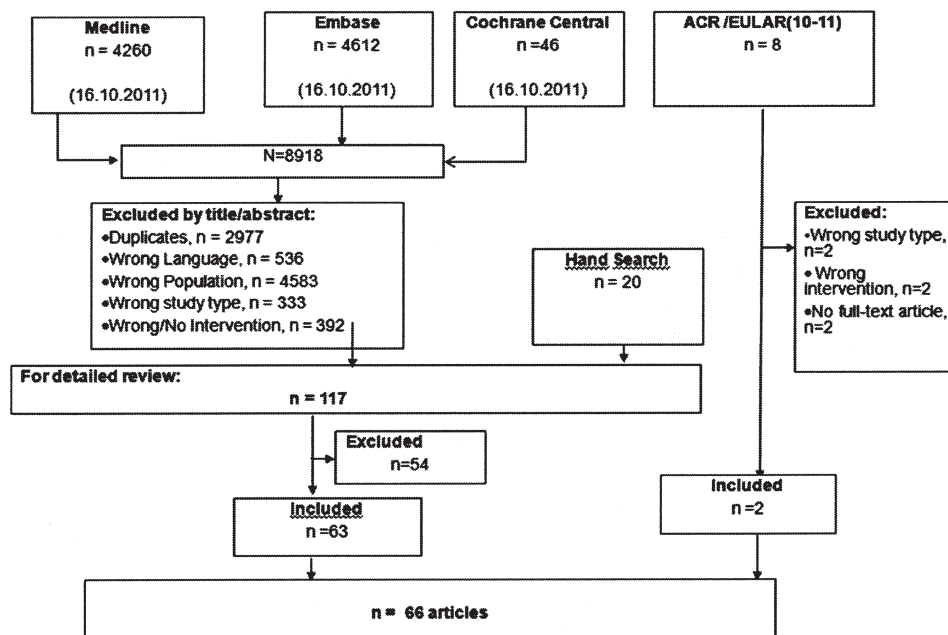 Medline
n = 4260
(16.10.2011)
Embase
n = 4612
(16.10.2011)
Cochrane Central
n =46
(16.10.2011)
ACR /EULAR(10-11)
n = 8
N=8918
Excluded by title/abstract:
•Duplicates, n = 2977
•Wrong Language, n = 536
•Wrong Population, n = 4583
•Wrong study type, n = 333
•Wrong/No Intervention, n = 392
Hand Search
n = 20
Excluded:
•Wrong study type,
n=2
• Wrong
intervention, n=2
•No full-text article,
n=2
For detailed review:
n = 117
Excluded
n=54
Included
n =63
Included
n =2
n = 66 articles